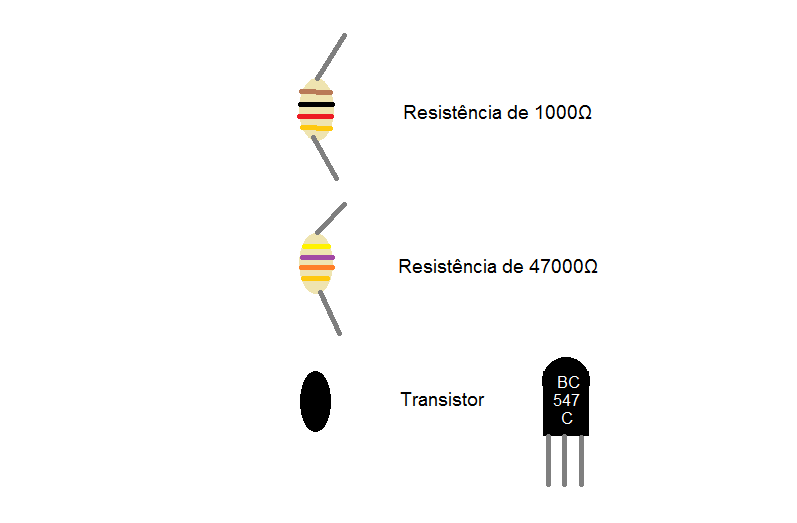 Resistência de 1000Ω
Resistência de 47000Ω
Transistor
BC
547
C